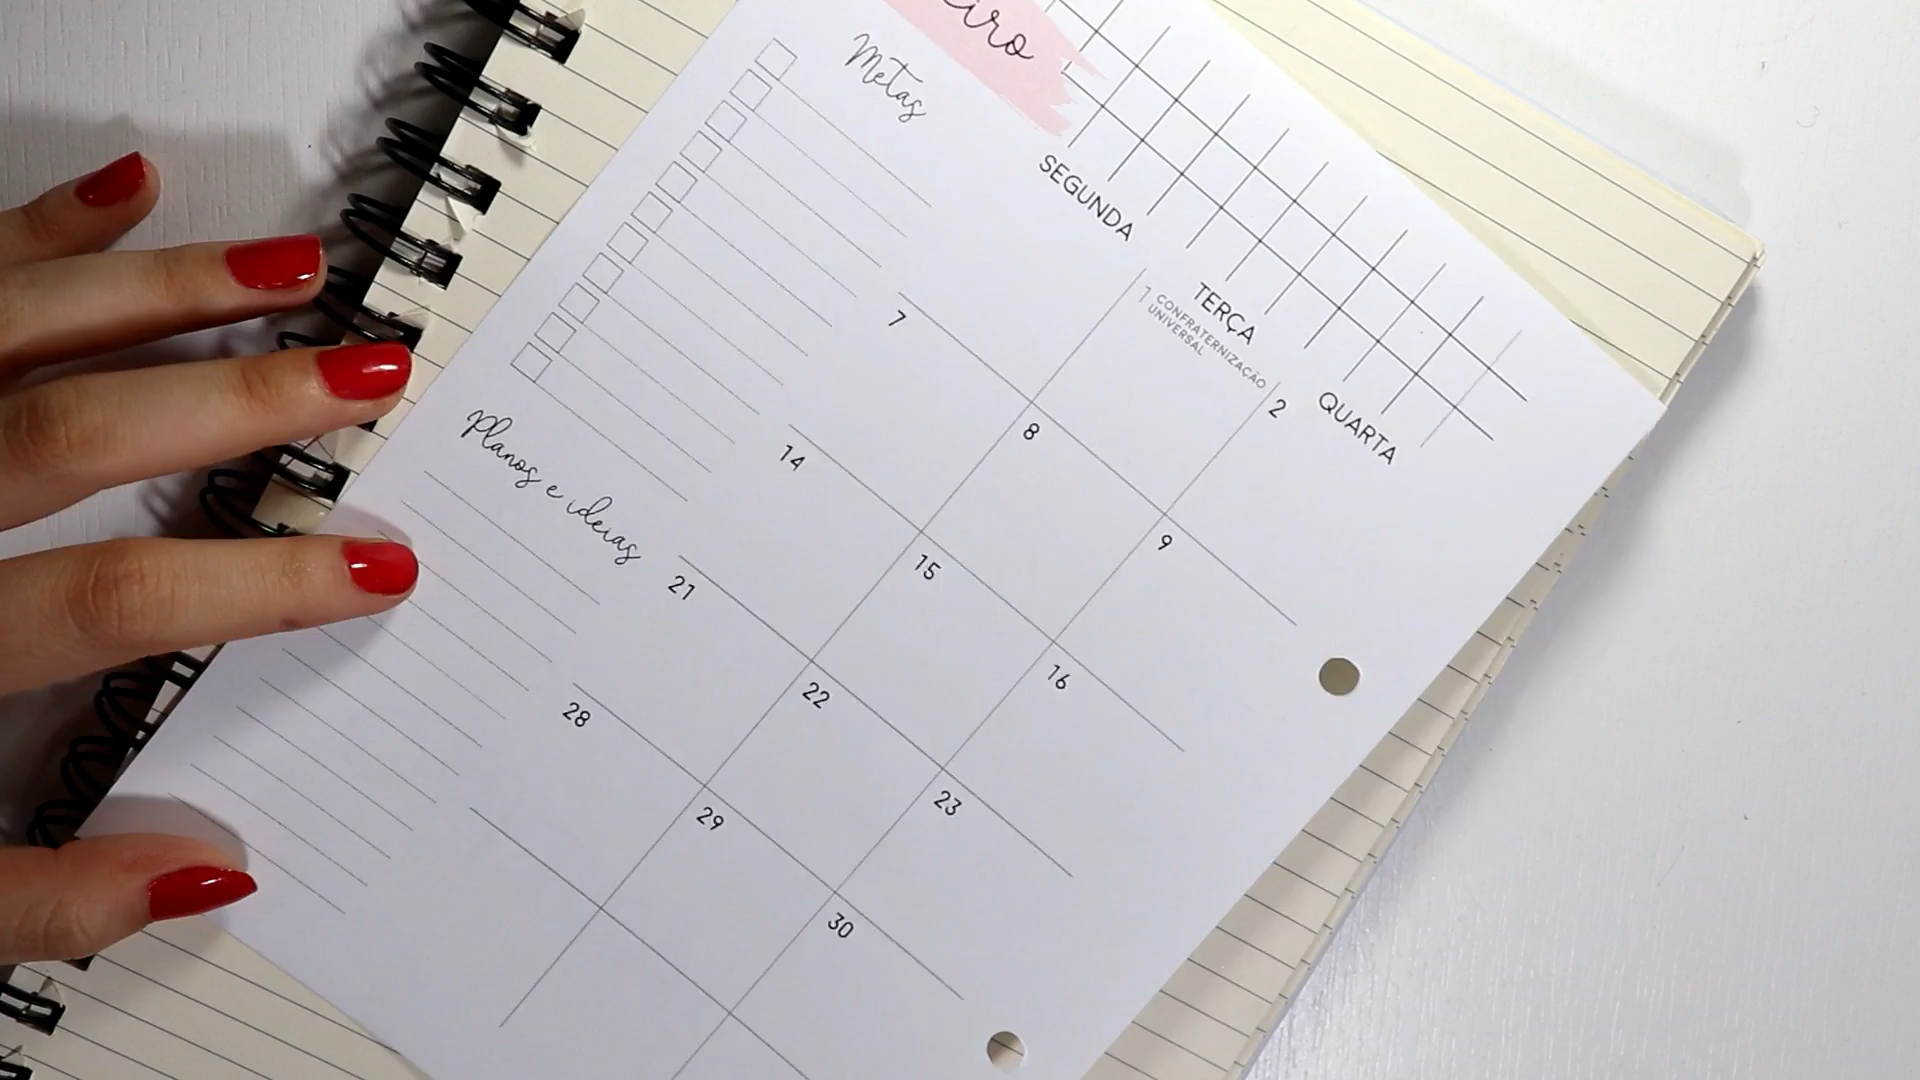 eiro
Metas
Planos e ideias
SEGUNDA
TERÇA
QUARTA
1 CONFRATERNIZAÇÃO
UNIVERSAL
2
7
8
9
14
15
16
21
22
23
28
29
30